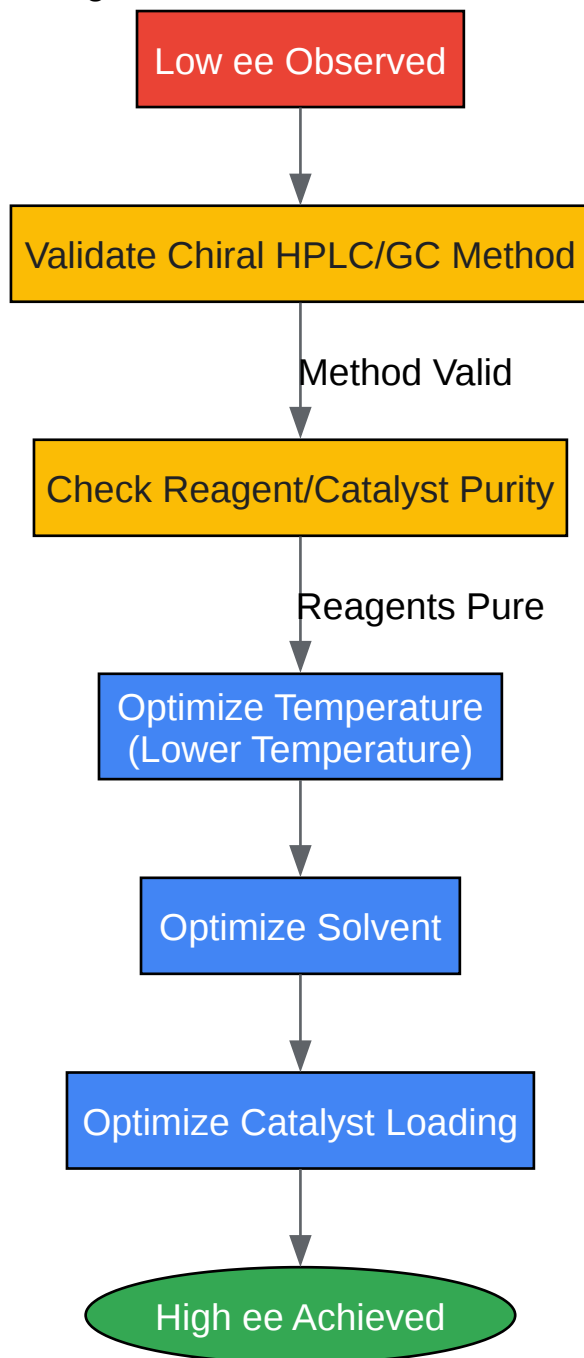 Low ee Observed
Validate Chiral HPLC/GC Method
Method Valid
Check Reagent/Catalyst Purity
Reagents Pure
Optimize Temperature
(Lower Temperature)
Optimize Solvent
Optimize Catalyst Loading
High ee Achieved